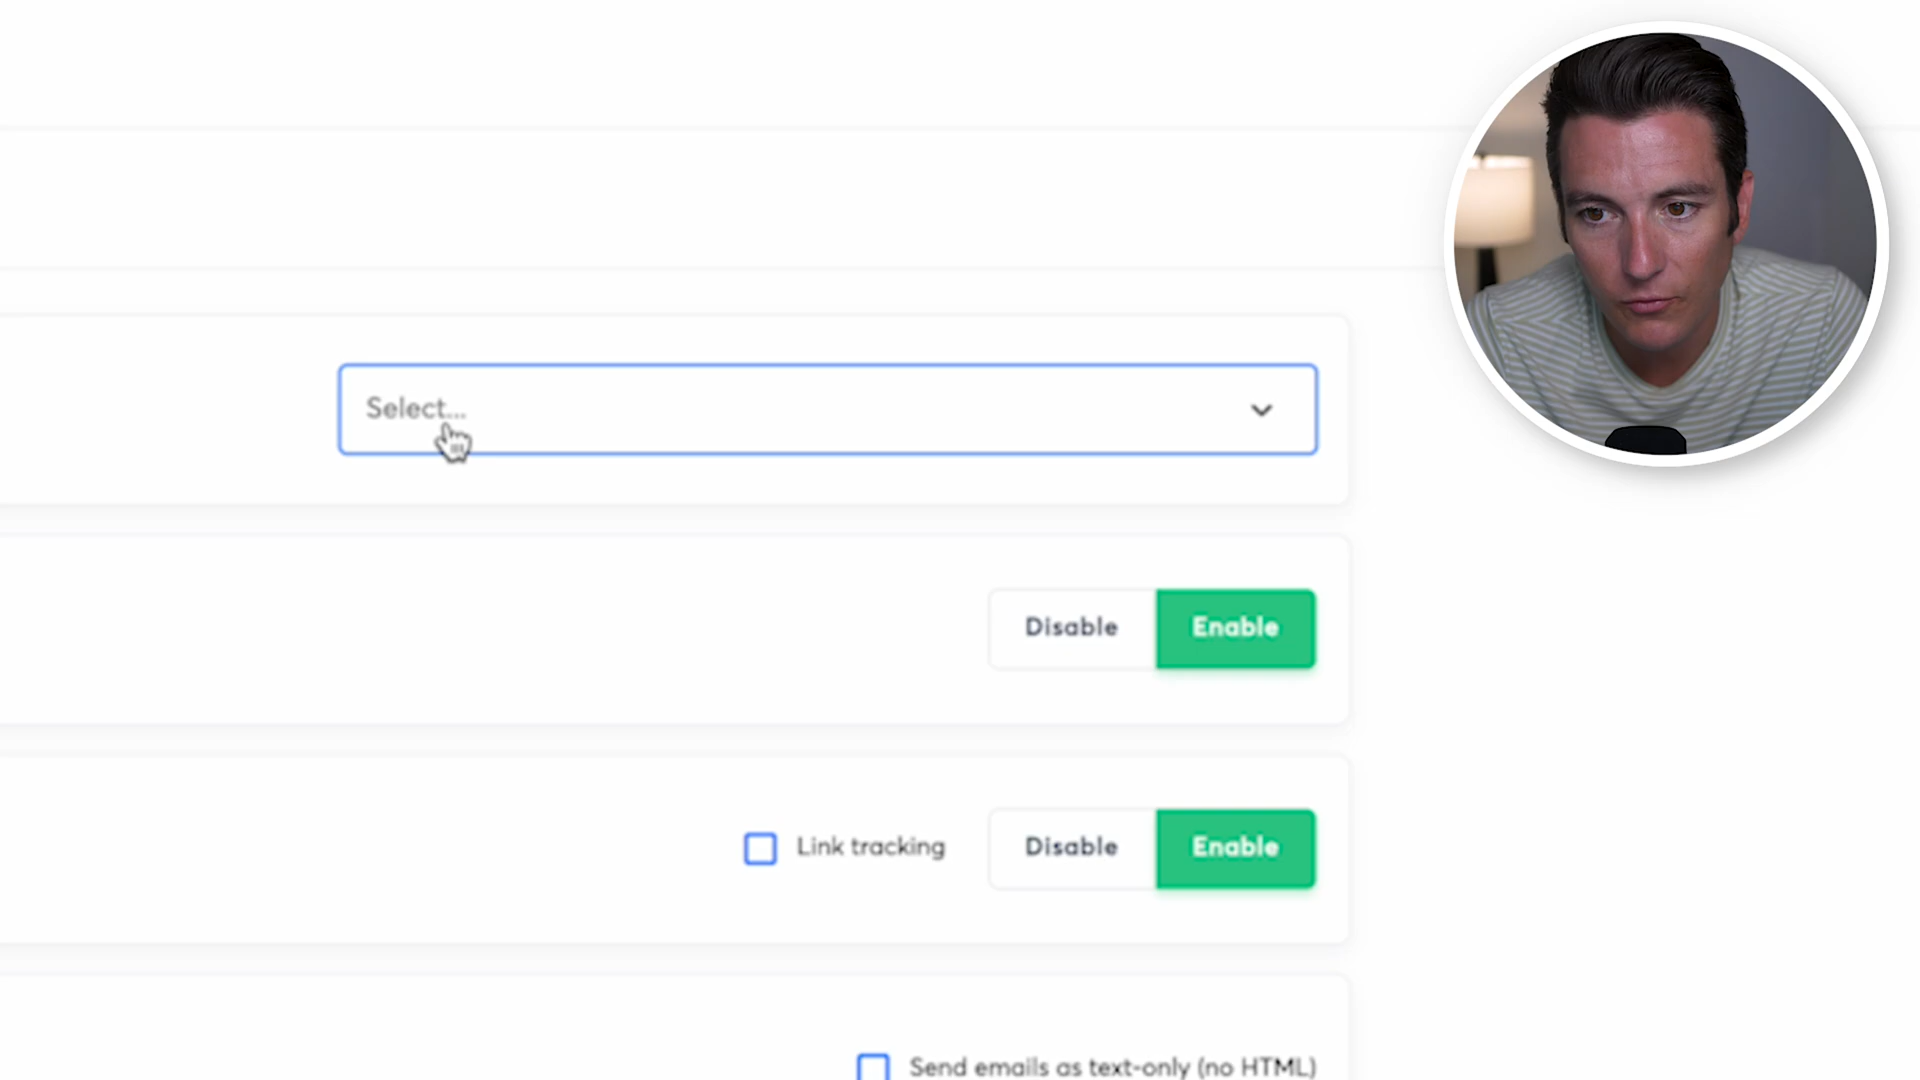 Select...
Disable
Enable
Link tracking
Disable
Enable
Send emails as text-only (no HTML)